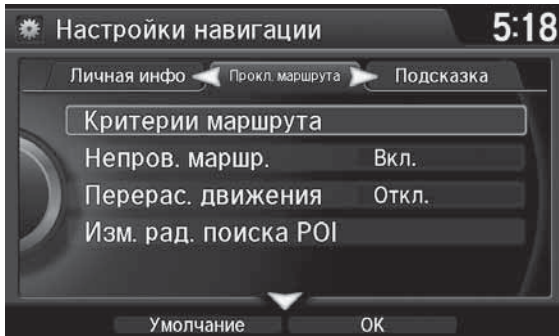 Настройки навигации 5:18
Личная инфо Прокл. маршрута Подсказка
Критерии маршрута
Непров. маршр. Вкл.
Перерас. движения Откл.
Изм. рад. поиска POI
Умолчание OK